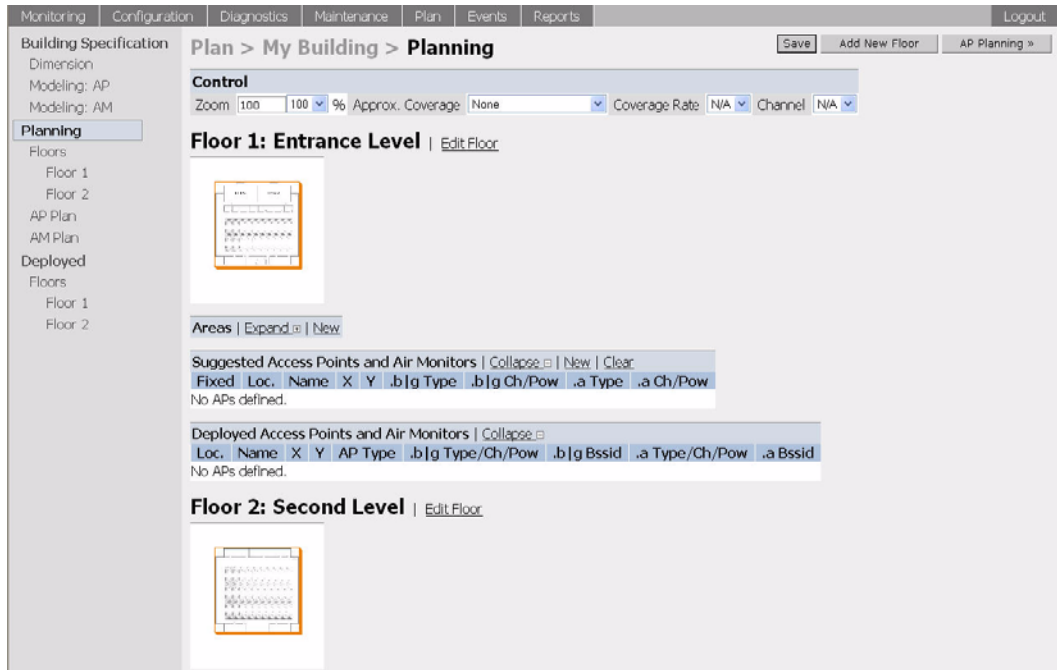 Monitoring Configuration Diagnostics Maintenance Plan Events Reports Logout
Building Specification
Dimension
Modeling: AP
Modeling: AM
Planning
Floors
Floor 1
Floor 2
AP Plan
AM Plan
Deployed
Floors
Floor 1
Floor 2
Plan > My Building > Planning
Save Add New Floor AP Planning »
Control
Zoom 100 100 % Approx. Coverage None Coverage Rate N/A Channel N/A
Floor 1: Entrance Level | Edit Floor
Areas | Expand | New
Suggested Access Points and Air Monitors | Collapse | New | Clear
Fixed Loc. Name X Y .b|g Type .b|g Ch/Pow .a Type .a Ch/Pow
No APs defined.
Deployed Access Points and Air Monitors | Collapse
Loc. Name X Y AP Type .b|g Type/Ch/Pow .b|g Bssid .a Type/Ch/Pow .a Bssid
No APs defined.
Floor 2: Second Level | Edit Floor